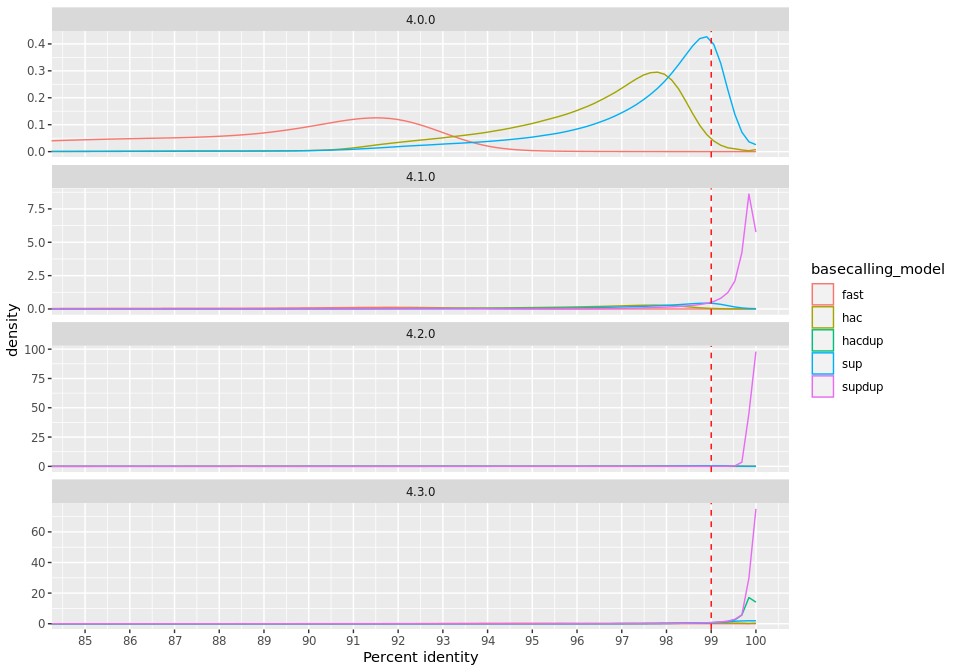 4.0.0
0.4
0.3
0.2
0.1
0.0
4.1.0
7.5
5.0
2.5
0.0
4.2.0
100
75
50
25
0
4.3.0
60
40
20
0
85 86 87 88 89 90 91 92 93 94 95 96 97 98 99 100
Percent identity
density
basecalling_model
fast
hac
hacdup
sup
supdup